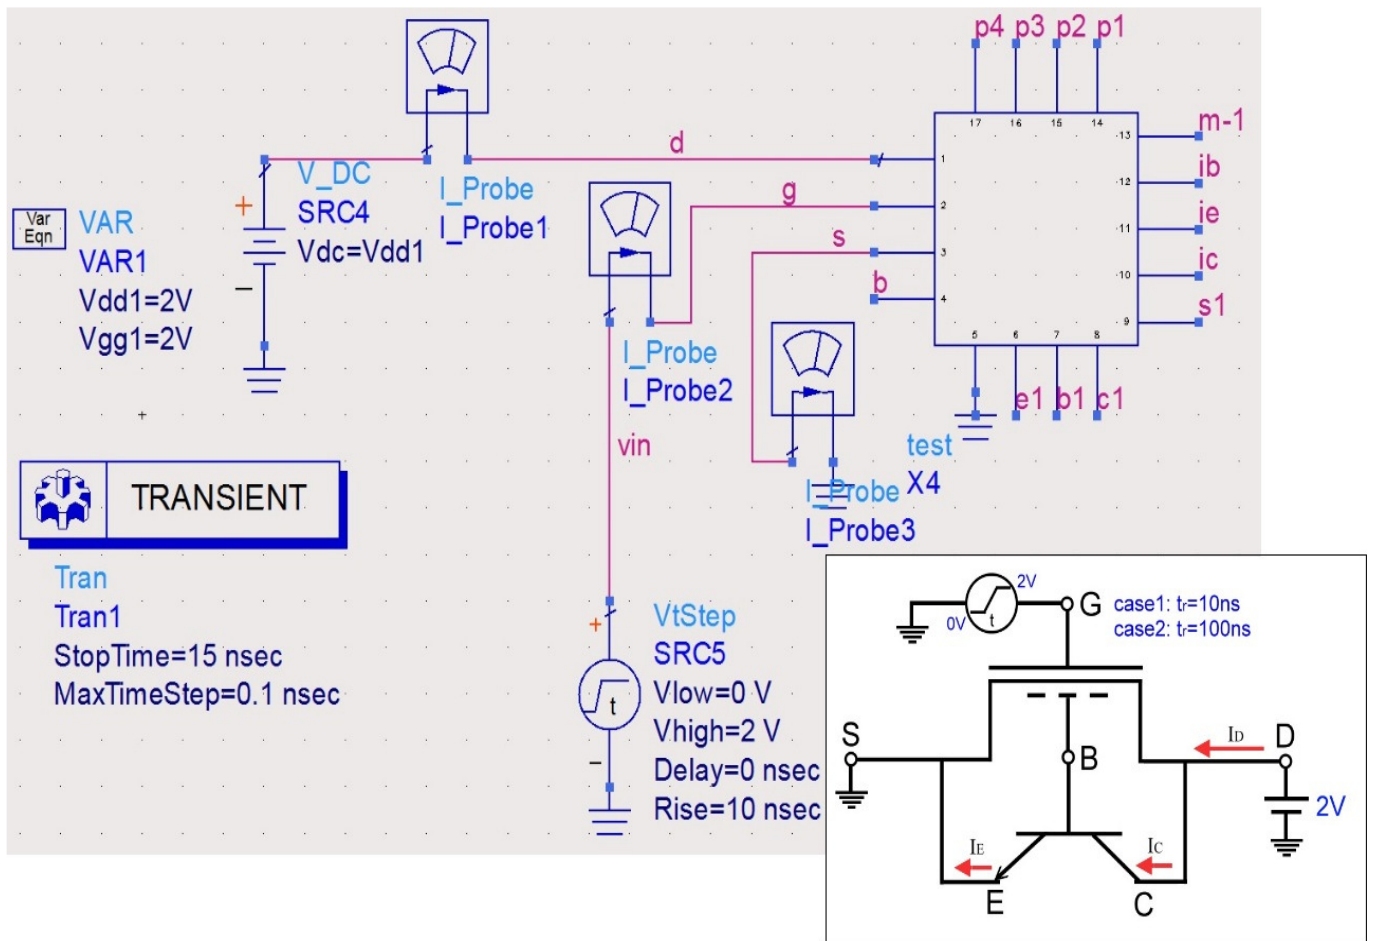 p4 p3 p2 p1
17 16 15 14
13 m-1
12 ib
11 ie
10 ic
9 s1
d 1
g 2
s 3
b 4
5 6 7 8
e1 b1 c1
test
X4
V_DC
SRC4
Vdc=Vdd1
+
–
I_Probe
I_Probe1
Var
Eqn
VAR
VAR1
Vdd1=2V
Vgg1=2V
I_Probe
I_Probe2
vin
I_Probe
I_Probe3
TRANSIENT
Tran
Tran1
StopTime=15 nsec
MaxTimeStep=0.1 nsec
+
t
–
VtStep
SRC5
Vlow=0 V
Vhigh=2 V
Delay=0 nsec
Rise=10 nsec
2V
0V
t
G
case1: tr=10ns
case2: tr=100ns
S
B
ID
D
2V
IE
IC
E
C